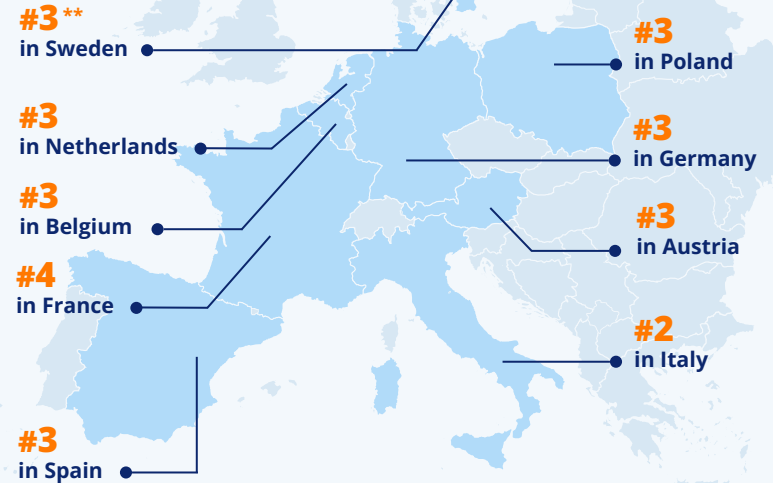 #3**
in Sweden
#3
in Netherlands
#3
in Belgium
#4
in France
#3
in Spain
#3
in Poland
#3
in Germany
#3
in Austria
#2
in Italy